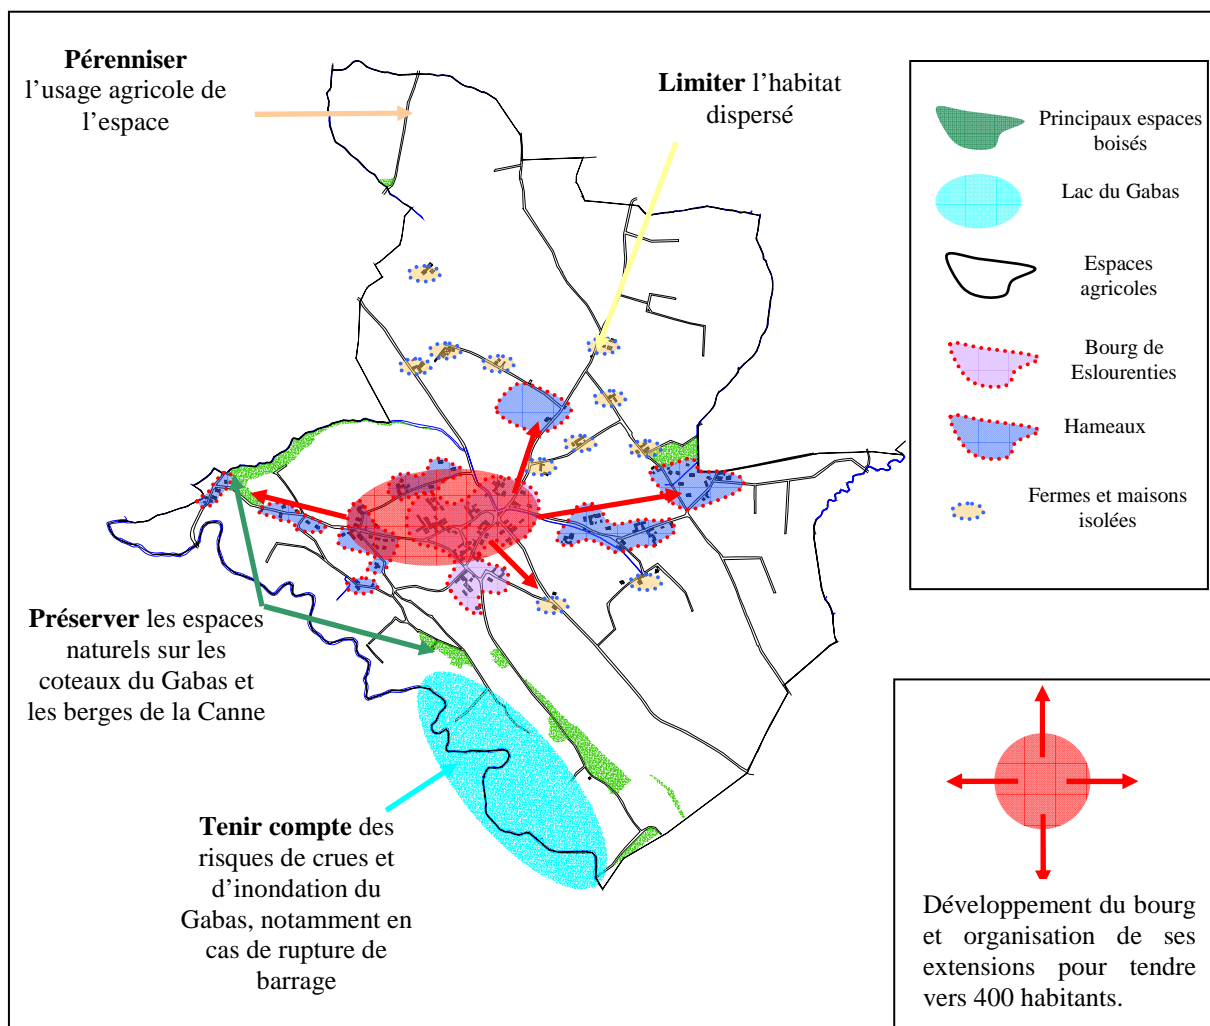 Pérenniser
l'usage agricole de
l'espace
Limiter l'habitat
dispersé
Principaux espaces
boisés
Lac du Gabas
Espaces
agricoles
Bourg de
Eslourenties
Hameaux
Fermes et maisons
isolées
Préserver les espaces
naturels sur les
coteaux du Gabas et
les berges de la Canne
Tenir compte des
risques de crues et
d'inondation du
Gabas, notamment en
cas de rupture de
barrage
Développement du bourg
et organisation de ses
extensions pour tendre
vers 400 habitants.